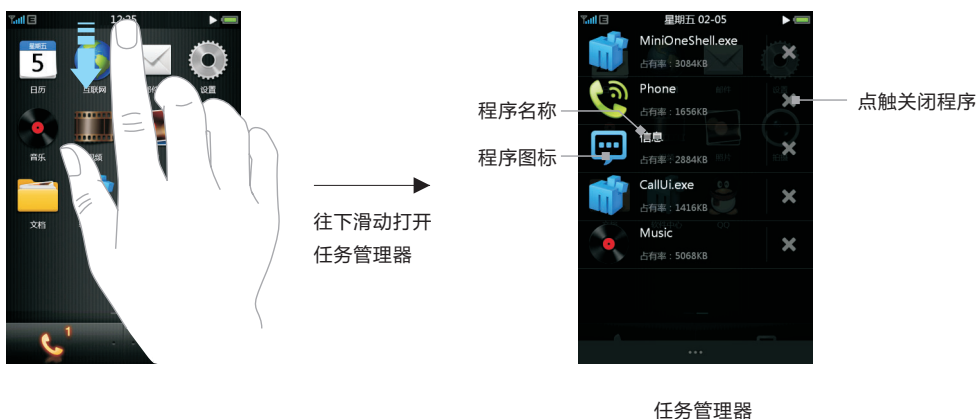 12:25
星期五
5
日历
互联网
设置
音乐
视频
文档
1
往下滑动打开
任务管理器
星期五 02-05
MiniOneShell.exe
占有率：3084KB
Phone
占有率：1656KB
信息
占有率：2884KB
CallUi.exe
占有率：1416KB
Music
占有率：5068KB
程序名称
程序图标
点触关闭程序
任务管理器